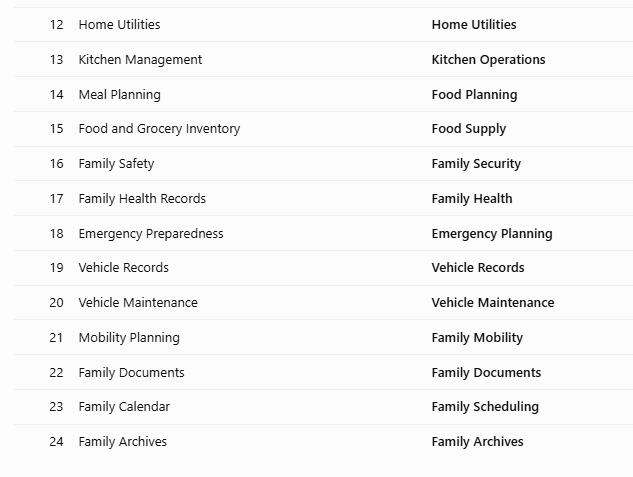 12 Home Utilities Home Utilities
13 Kitchen Management Kitchen Operations
14 Meal Planning Food Planning
15 Food and Grocery Inventory Food Supply
16 Family Safety Family Security
17 Family Health Records Family Health
18 Emergency Preparedness Emergency Planning
19 Vehicle Records Vehicle Records
20 Vehicle Maintenance Vehicle Maintenance
21 Mobility Planning Family Mobility
22 Family Documents Family Documents
23 Family Calendar Family Scheduling
24 Family Archives Family Archives